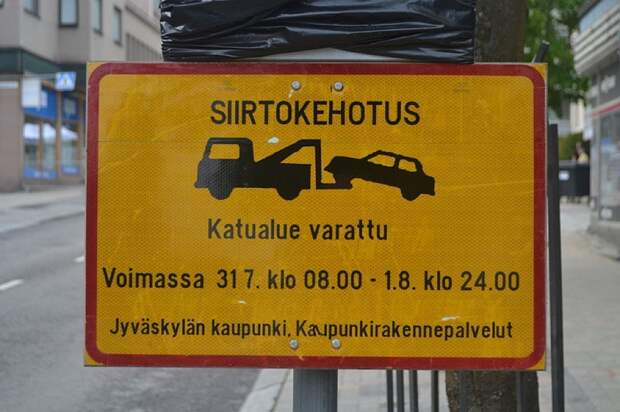 SIIRTOKEHOTUS
Katualue varattu
Voimassa 31 7. klo 08.00 - 1.8. klo 24.00
Jyväskylän kaupunki, Kaupunkirakennepalvelut